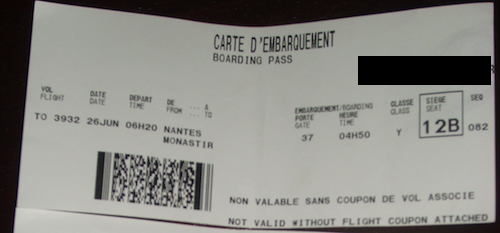 CARTE D'EMBARQUEMENT
BOARDING PASS
VOL DATE DEPART DE ... A
FLIGHT DATE TIME FROM ... TO
TO 3932 26JUN 06H20 NANTES
MONASTIR
EMBARQUEMENT/BOARDING CLASSE SIEGE SEQ
PORTE HEURE CLASS SEAT
GATE TIME
37 04H50 Y 12B 082
NON VALABLE SANS COUPON DE VOL ASSOCIE
NOT VALID WITHOUT FLIGHT COUPON ATTACHED